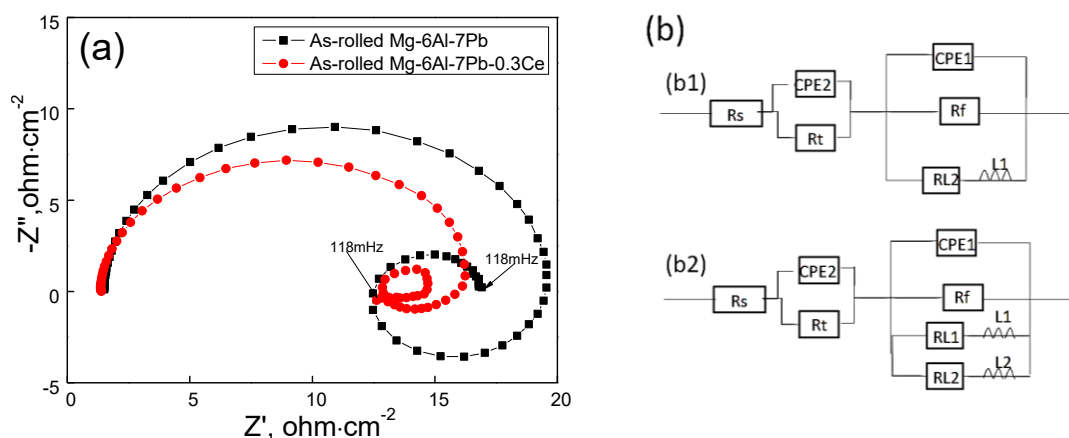 (a)
As-rolled Mg-6Al-7Pb
As-rolled Mg-6Al-7Pb-0.3Ce
15
10
5
0
-5
-Z'',ohm·cm⁻²
118mHz
118mHz
0
5
10
15
20
Z', ohm·cm⁻²
(b)
(b1)
CPE1
CPE2
Rs
Rf
Rt
RL2
L1
(b2)
CPE1
CPE2
Rs
Rf
Rt
RL1
L1
RL2
L2